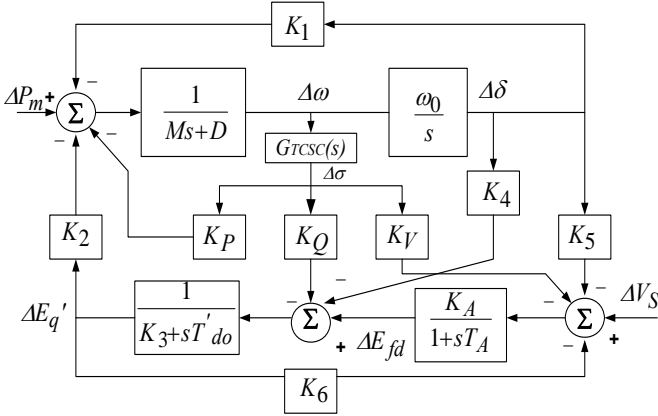 K1
−
ΔPm +
Σ
−
−
1
Ms+D
Δω
ω0
s
Δδ
GTCSC(s)
Δσ
K4
K2
KP
KQ
KV
K5
−
−
−
−
ΔVS
ΔEq'
1
K3+sT'do
Σ
+
ΔEfd
KA
1+sTA
Σ
−
+
K6